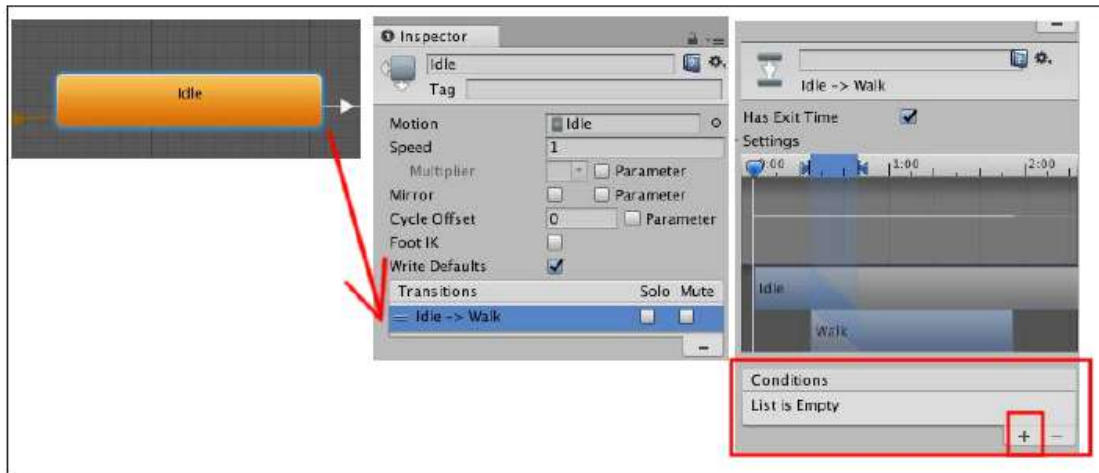 Idle
Inspector
Idle
Tag
Motion Idle
Speed 1
Multiplier Parameter
Mirror Parameter
Cycle Offset 0 Parameter
Foot IK
Write Defaults
Transitions Solo Mute
Idle -> Walk
Idle -> Walk
Has Exit Time
Settings
0:00 1:00 2:00
Idle
Walk
Conditions
List is Empty
+ −